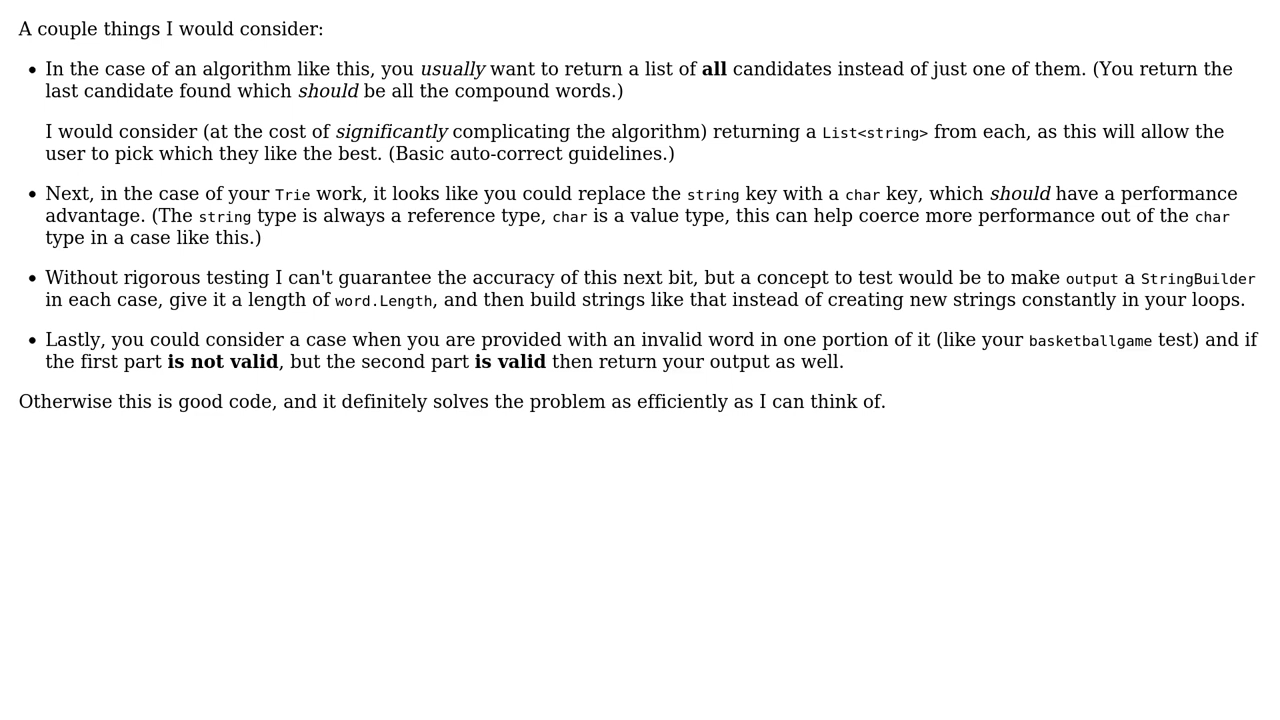 A couple things I would consider:
In the case of an algorithm like this, you usually want to return a list of all candidates instead of just one of them. (You return the
last candidate found which should be all the compound words.)
I would consider (at the cost of significantly complicating the algorithm) returning a List<string> from each, as this will allow the
user to pick which they like the best. (Basic auto-correct guidelines.)
Next, in the case of your Trie work, it looks like you could replace the string key with a char key, which should have a performance
advantage. (The string type is always a reference type, char is a value type, this can help coerce more performance out of the char
type in a case like this.)
Without rigorous testing I can't guarantee the accuracy of this next bit, but a concept to test would be to make output a StringBuilder
in each case, give it a length of word.Length, and then build strings like that instead of creating new strings constantly in your loops.
Lastly, you could consider a case when you are provided with an invalid word in one portion of it (like your basketballgame test) and if
the first part is not valid, but the second part is valid then return your output as well.
Otherwise this is good code, and it definitely solves the problem as efficiently as I can think of.